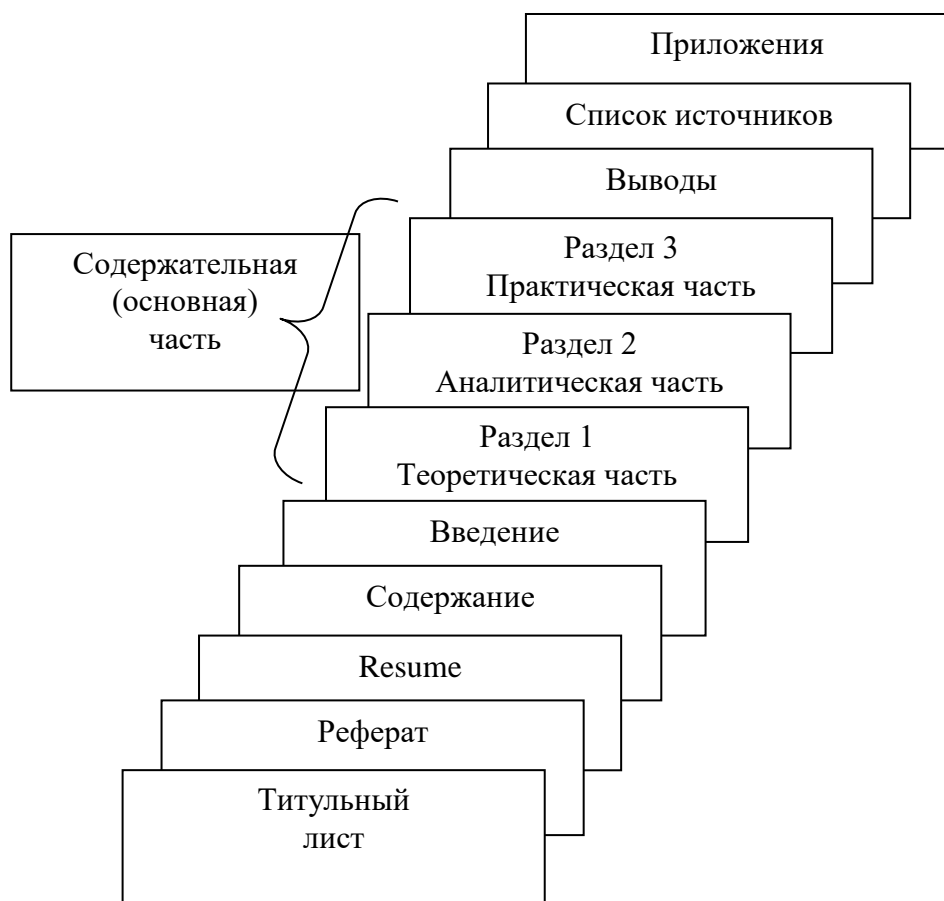 Приложения
Список источников
Выводы
Раздел 3
Практическая часть
Содержательная
(основная)
часть
Раздел 2
Аналитическая часть
Раздел 1
Теоретическая часть
Введение
Содержание
Resume
Реферат
Титульный
лист